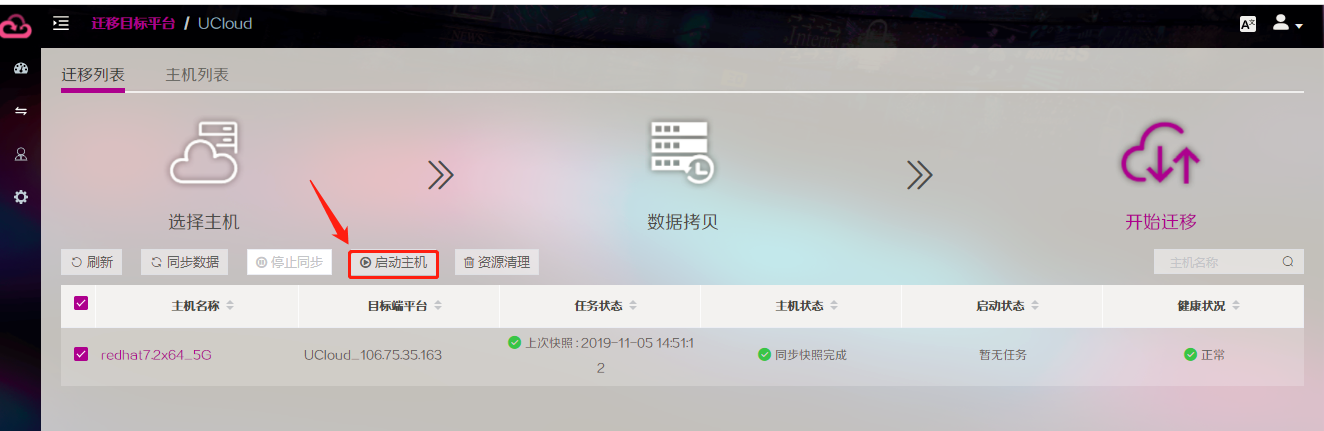 迁移目标平台 / UCloud
迁移列表 主机列表
选择主机 数据拷贝 开始迁移
刷新 同步数据 停止同步 启动主机 资源清理 主机名称
主机名称 目标端平台 任务状态 主机状态 启动状态 健康状况
redhat7.2x64_5G UCloud_106.75.35.163 上次快照 : 2019-11-05 14:51:1 同步快照完成 暂无任务 正常
2